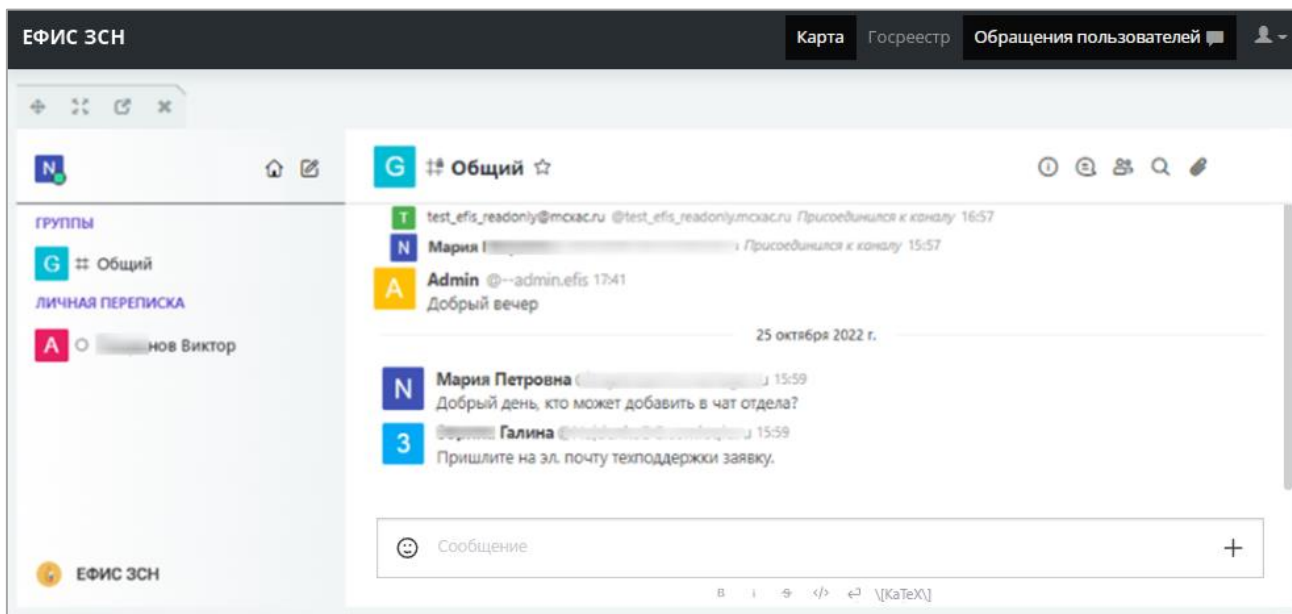 ЕФИС ЗСН
Карта Госреестр Обращения пользователей
N
ГРУППЫ
G Общий
ЛИЧНАЯ ПЕРЕПИСКА
А нов Виктор
ЕФИС ЗСН
G Общий
T test_efis_readonly@mcxac.ru @test_efis_readonly.mcxac.ru Присоединился к каналу 16:57
N Мария Присоединился к каналу 15:57
A Admin @--admin.efis 17:41
Добрый вечер
25 октября 2022 г.
N Мария Петровна 15:59
Добрый день, кто может добавить в чат отдела?
З Галина 15:59
Пришлите на эл. почту техподдержки заявку.
Сообщение
B i S </> \[KaTeX\]